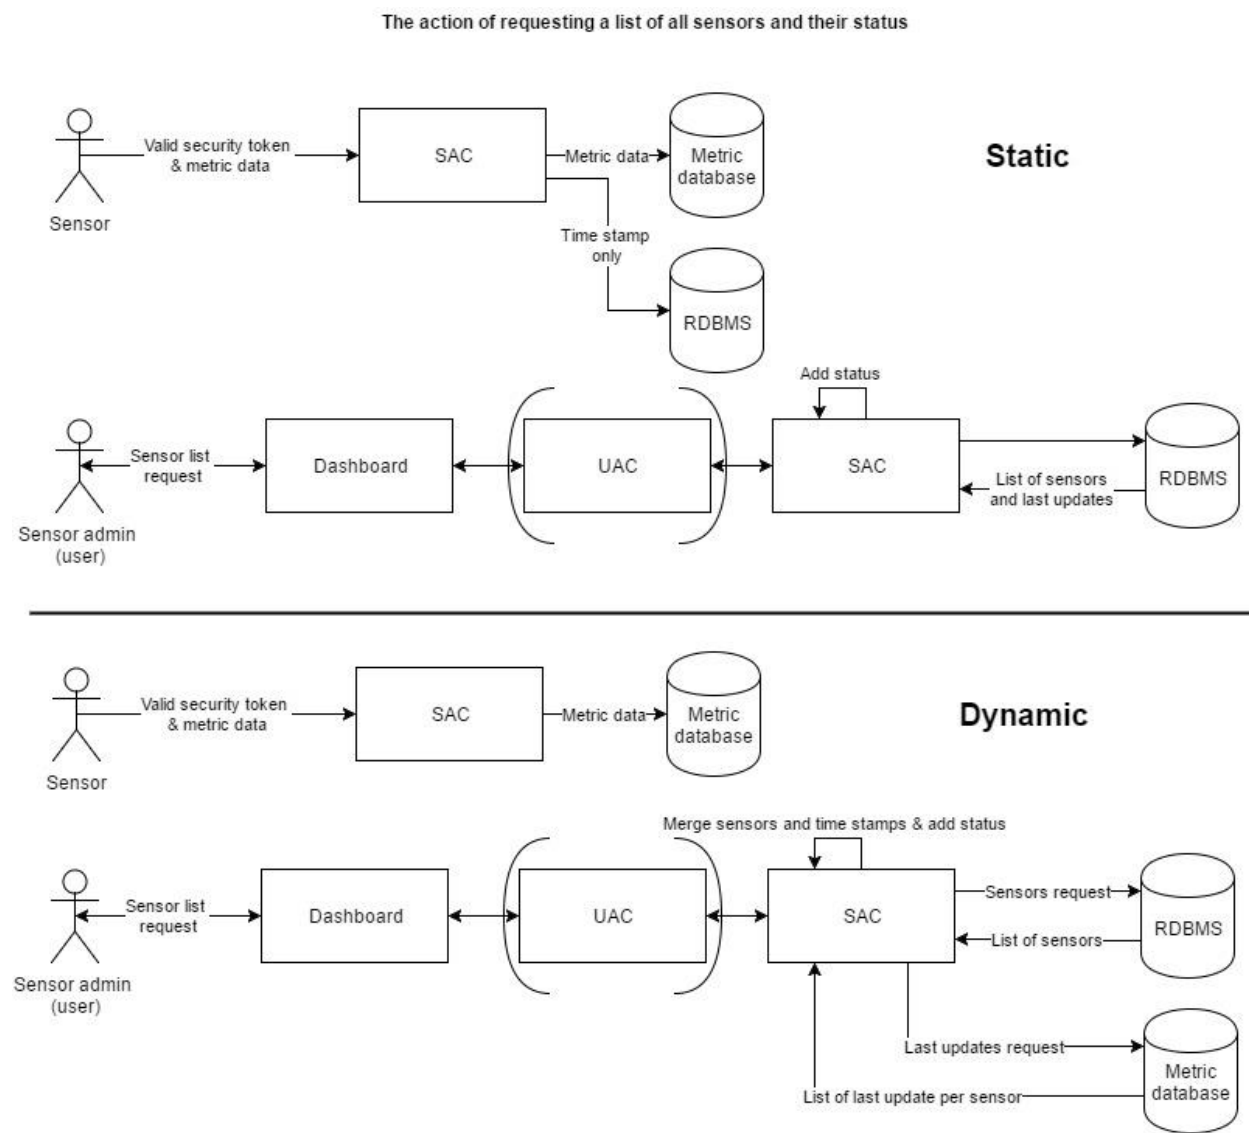 The action of requesting a list of all sensors and their status
Valid security token
& metric data
SAC
Metric data
Metric
database
Static
Sensor
Time stamp
only
RDBMS
Add status
Sensor list
request
Dashboard
UAC
SAC
List of sensors
and last updates
RDBMS
Sensor admin
(user)
Valid security token
& metric data
SAC
Metric data
Metric
database
Dynamic
Sensor
Merge sensors and time stamps & add status
Sensor list
request
Dashboard
UAC
SAC
Sensors request
List of sensors
RDBMS
Sensor admin
(user)
Last updates request
List of last update per sensor
Metric
database